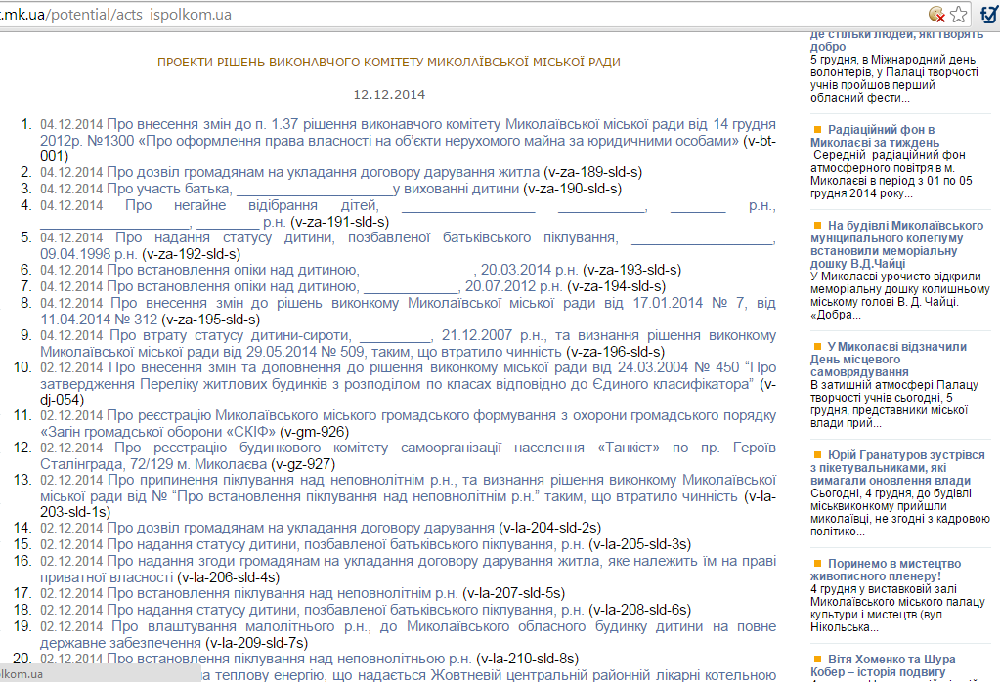 .mk.ua/potential/acts_ispolkom.ua
ПРОЕКТИ РІШЕНЬ ВИКОНАВЧОГО КОМІТЕТУ МИКОЛАЇВСЬКОЇ МІСЬКОЇ РАДИ
12.12.2014
1. 04.12.2014 Про внесення змін до п. 1.37 рішення виконавчого комітету Миколаївської міської ради від 14 грудня
2012р. №1300 «Про оформлення права власності на об'єкти нерухомого майна за юридичними особами» (v-bt-
001)
2. 04.12.2014 Про дозвіл громадянам на укладання договору дарування житла (v-za-189-sld-s)
3. 04.12.2014 Про участь батька, ____________________у вихованні дитини (v-za-190-sld-s)
4. 04.12.2014 Про негайне відібрання дітей, _________________ ___________, _______ р.н.,
___________________, ________ р.н. (v-za-191-sld-s)
5. 04.12.2014 Про надання статусу дитини, позбавленої батьківського піклування, __________________,
09.04.1998 р.н. (v-za-192-sld-s)
6. 04.12.2014 Про встановлення опіки над дитиною, ______________, 20.03.2014 р.н. (v-za-193-sld-s)
7. 04.12.2014 Про встановлення опіки над дитиною, ____________, 20.07.2012 р.н. (v-za-194-sld-s)
8. 04.12.2014 Про внесення змін до рішень виконкому Миколаївської міської ради від 17.01.2014 № 7, від
11.04.2014 № 312 (v-za-195-sld-s)
9. 04.12.2014 Про втрату статусу дитини-сироти, _________, 21.12.2007 р.н., та визнання рішення виконкому
Миколаївської міської ради від 29.05.2014 № 509, таким, що втратило чинність (v-za-196-sld-s)
10. 02.12.2014 Про внесення змін та доповнення до рішення виконкому міської ради від 24.03.2004 № 450 “Про
затвердження Переліку житлових будинків з розподілом по класах відповідно до Єдиного класифікатора” (v-
dj-054)
11. 02.12.2014 Про реєстрацію Миколаївського міського громадського формування з охорони громадського порядку
«Загін громадської оборони «СКІФ» (v-gm-926)
12. 02.12.2014 Про реєстрацію будинкового комітету самоорганізації населення «Танкіст» по пр. Героїв
Сталінграда, 72/129 м. Миколаєва (v-gz-927)
13. 02.12.2014 Про припинення піклування над неповнолітнім р.н., та визнання рішення виконкому Миколаївської
міської ради від № “Про встановлення піклування над неповнолітнім р.н.” таким, що втратило чинність (v-la-
203-sld-1s)
14. 02.12.2014 Про дозвіл громадянам на укладання договору дарування (v-la-204-sld-2s)
15. 02.12.2014 Про надання статусу дитини, позбавленої батьківського піклування, р.н. (v-la-205-sld-3s)
16. 02.12.2014 Про надання згоди громадянам на укладання договору дарування житла, яке належить їм на праві
приватної власності (v-la-206-sld-4s)
17. 02.12.2014 Про встановлення піклування над неповнолітнім р.н. (v-la-207-sld-5s)
18. 02.12.2014 Про надання статусу дитини, позбавленої батьківського піклування, р.н. (v-la-208-sld-6s)
19. 02.12.2014 Про влаштування малолітнього р.н., до Миколаївського обласного будинку дитини на повне
державне забезпечення (v-la-209-sld-7s)
20. 02.12.2014 Про встановлення піклування над неповнолітньою р.н. (v-la-210-sld-8s)
на теплову енергію, що надається Жовтневій центральній районній лікарні котельною
lkom.ua
де стільки людей, які творять
добро
5 грудня, в Міжнародний день
волонтерів, у Палаці творчості
учнів пройшов перший
обласний фести...
Радіаційний фон в
Миколаєві за тиждень
Середній радіаційний фон
атмосферного повітря в м.
Миколаєві в період з 01 по 05
грудня 2014 року...
На будівлі Миколаївського
муніципального колегіуму
встановили меморіальну
дошку В.Д.Чайці
У Миколаєві урочисто відкрили
меморіальну дошку колишньому
міському голові В. Д. Чайці.
«Добра...
У Миколаєві відзначили
День місцевого
самоврядування
В затишній атмосфері Палацу
творчості учнів сьогодні, 5
грудня, представники міської
влади прий...
Юрій Гранатуров зустрівся
з пікетувальниками, які
вимагали оновлення влади
Сьогодні, 4 грудня, до будівлі
міськвиконкому прийшли
миколаївці, не згодні з кадровою
політико...
Поринемо в мистецтво
живописного пленеру!
4 грудня у виставковій залі
Миколаївського міського палацу
культури і мистецтв (вул.
Нікольська...
Вітя Хоменко та Шура
Кобер – історія подвигу